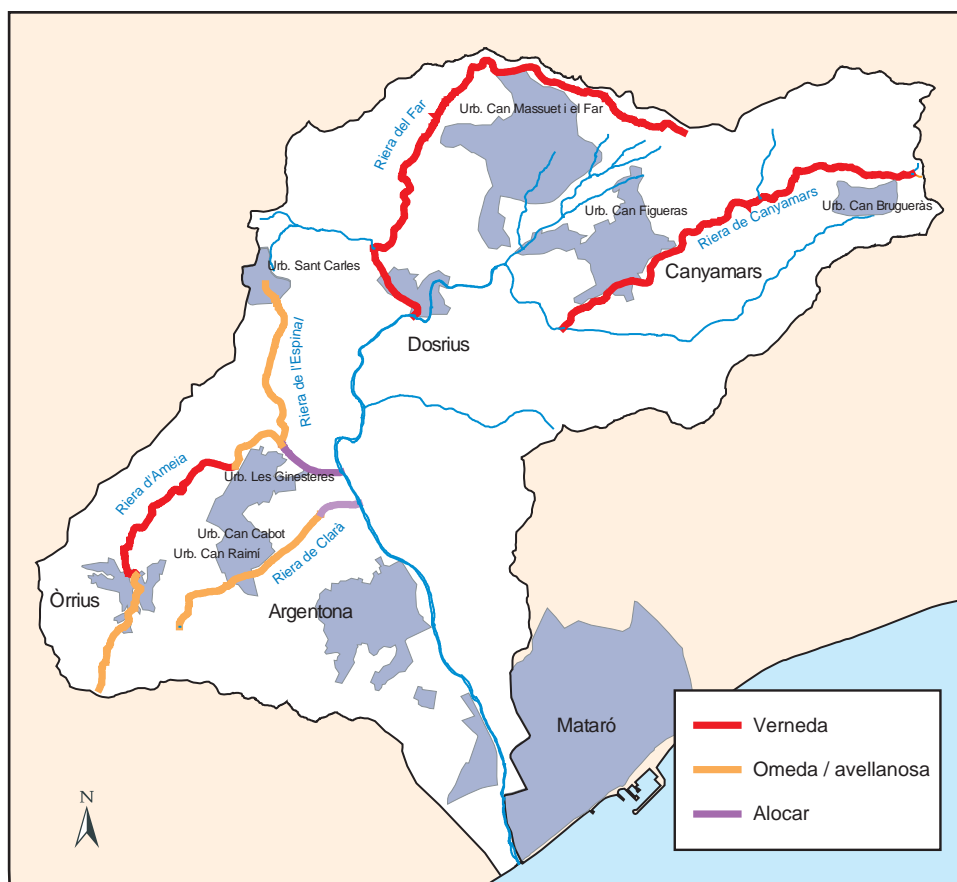 Urb. Can Massuet i el Far
Riera del Far
Urb. Can Figueras
Urb. Can Brugueràs
Riera de Canyamars
Urb. Sant Carles
Canyamars
Dosrius
Riera de l'Espinal
Riera d'Ameia
Urb. Les Ginesteres
Urb. Can Cabot
Urb. Can Raimí
Riera de Clarà
Òrrius
Argentona
Mataró
Verneda
Omeda / avellanosa
Alocar
N